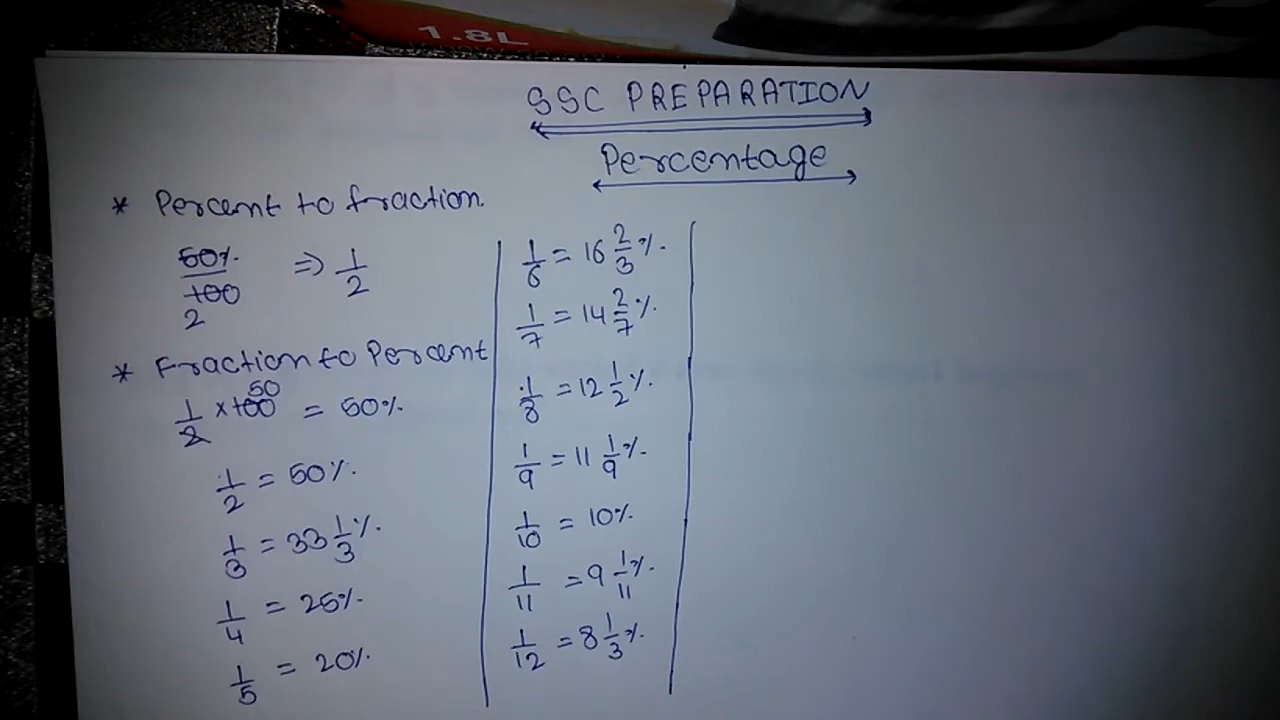 1.8L
SSC PREPARATION
Percentage
* Percent to fraction.
50% / 100 2 ⇒ 1/2
* Fraction to Percent
1/2 × 100 50 = 50%
1/2 = 50%
1/3 = 33 1/3 %
1/4 = 25%
1/5 = 20%
1/6 = 16 2/3 %
1/7 = 14 2/7 %
1/8 = 12 1/2 %
1/9 = 11 1/9 %
1/10 = 10%
1/11 = 9 1/11 %
1/12 = 8 1/3 %